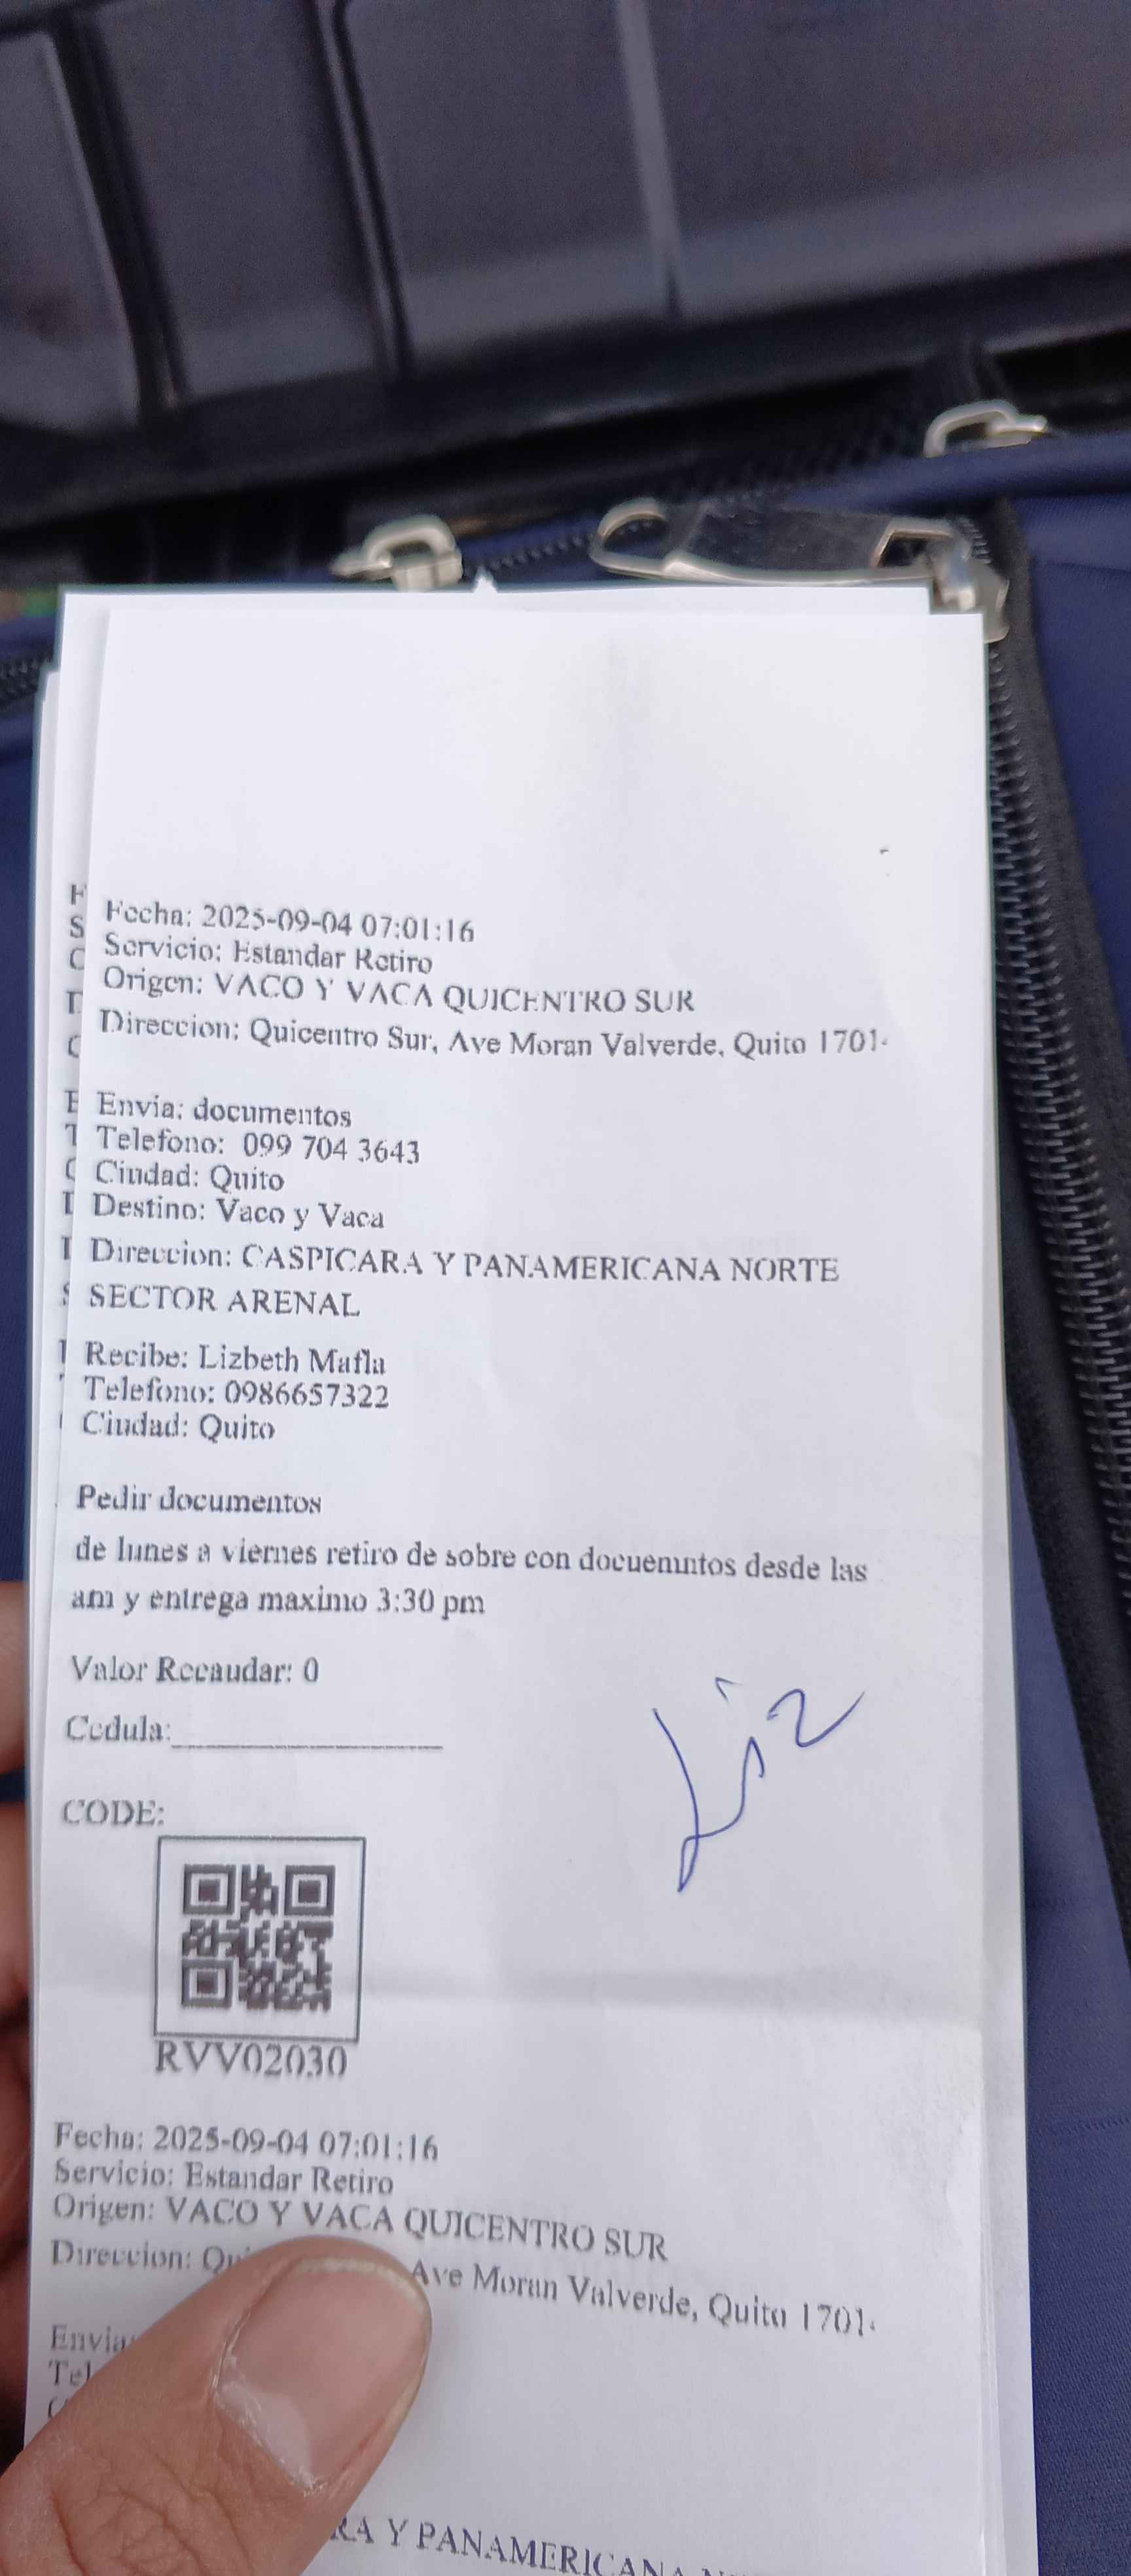 Fecha: 2025-09-04 07:01:16
Servicio: Estandar Retiro
Origen: VACO Y VACA QUICENTRO SUR
Direccion: Quicentro Sur, Ave Moran Valverde, Quito 1701
Envia: documentos
Telefono: 099 704 3643
Ciudad: Quito
Destino: Vaco y Vaca
Direccion: CASPICARA Y PANAMERICANA NORTE
SECTOR ARENAL
Recibe: Lizbeth Mafla
Telefono: 0986657322
Ciudad: Quito
Pedir documentos
de lunes a viernes retiro de sobre con docuemntos desde las
am y entrega maximo 3:30 pm
Valor Recaudar: 0
Cedula:
Liz
CODE:
RVV02030
Fecha: 2025-09-04 07:01:16
Servicio: Estandar Retiro
Origen: VACO Y VACA QUICENTRO SUR
Direccion: Ave Moran Valverde, Quito 1701
Envia
Tel
RA Y PANAMERICANA